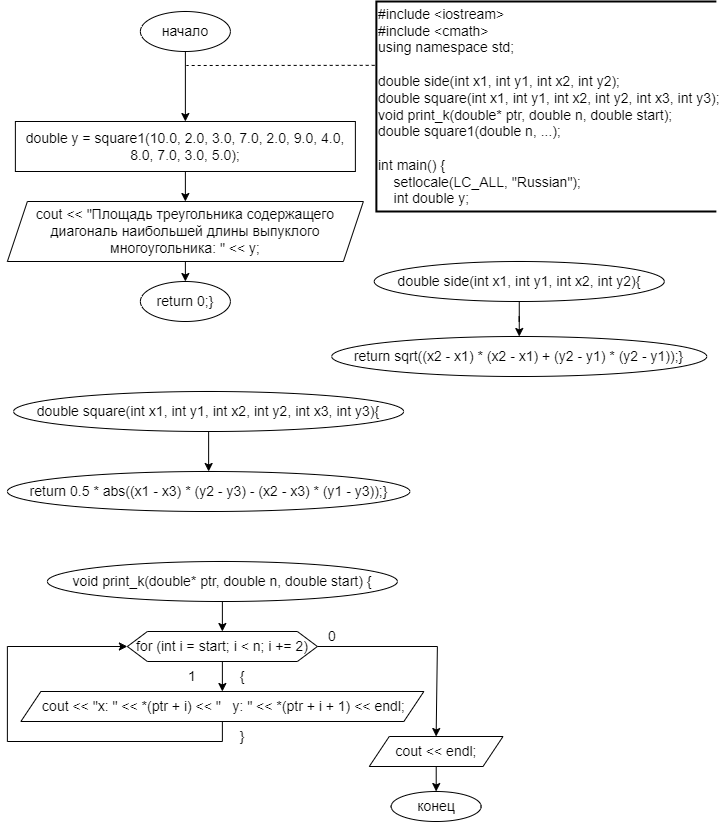 начало
#include <iostream>
#include <cmath>
using namespace std;
double side(int x1, int y1, int x2, int y2);
double square(int x1, int y1, int x2, int y2, int x3, int y3);
void print_k(double* ptr, double n, double start);
double square1(double n, ...);
int main() {
setlocale(LC_ALL, "Russian");
int double y;
double y = square1(10.0, 2.0, 3.0, 7.0, 2.0, 9.0, 4.0,
8.0, 7.0, 3.0, 5.0);
cout << "Площадь треугольника содержащего
диагональ наибольшей длины выпуклого
многоугольника: " << y;
return 0;}
double side(int x1, int y1, int x2, int y2){
return sqrt((x2 - x1) * (x2 - x1) + (y2 - y1) * (y2 - y1));}
double square(int x1, int y1, int x2, int y2, int x3, int y3){
return 0.5 * abs((x1 - x3) * (y2 - y3) - (x2 - x3) * (y1 - y3));}
void print_k(double* ptr, double n, double start) {
for (int i = start; i < n; i += 2)
0
1
{
cout << "x: " << *(ptr + i) << "   y: " << *(ptr + i + 1) << endl;
}
cout << endl;
конец